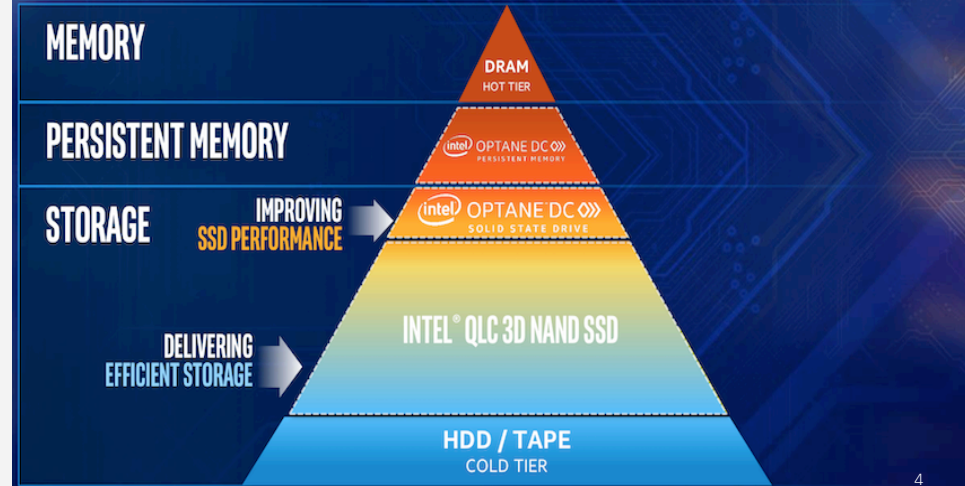 MEMORY
DRAM
HOT TIER
PERSISTENT MEMORY
intel OPTANE DC
PERSISTENT MEMORY
STORAGE
IMPROVING
SSD PERFORMANCE
intel OPTANE DC
SOLID STATE DRIVE
INTEL® QLC 3D NAND SSD
DELIVERING
EFFICIENT STORAGE
HDD / TAPE
COLD TIER
4